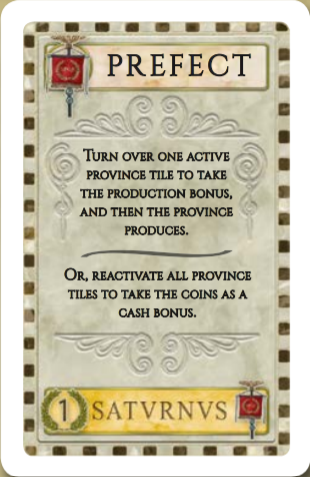 PREFECT
TURN OVER ONE ACTIVE
PROVINCE TILE TO TAKE
THE PRODUCTION BONUS,
AND THEN THE PROVINCE
PRODUCES.
OR, REACTIVATE ALL PROVINCE
TILES TO TAKE THE COINS AS A
CASH BONUS.
1 SATVRNVS